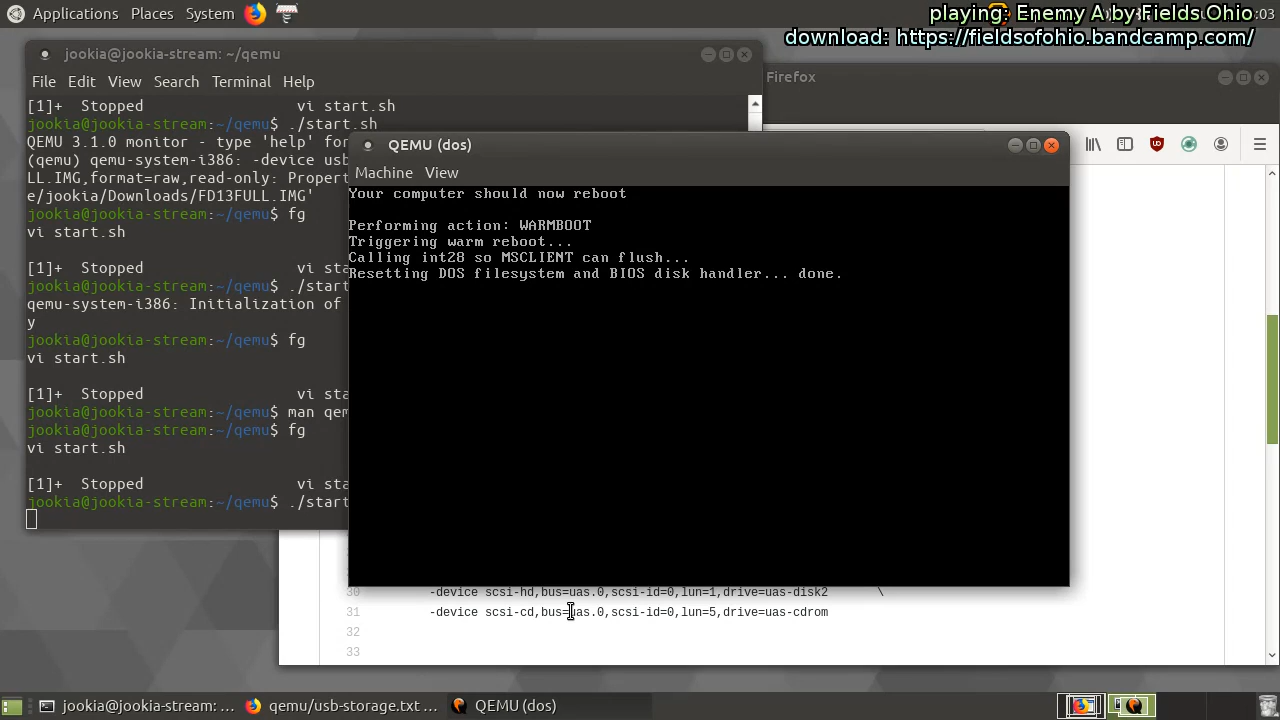 Applications Places System
playing: Enemy A by Fields Ohio
:03
download: https://fieldsofohio.bandcamp.com/
jookia@jookia-stream: ~/qemu
File Edit View Search Terminal Help
[1]+ Stopped vi start.sh
jookia@jookia-stream:~/qemu$ ./start.sh
QEMU 3.1.0 monitor - type 'help' for
(qemu) qemu-system-i386: -device usb
LL.IMG,format=raw,read-only: Propert
e/jookia/Downloads/FD13FULL.IMG'
jookia@jookia-stream:~/qemu$ fg
vi start.sh
[1]+ Stopped vi sta
jookia@jookia-stream:~/qemu$ ./start
qemu-system-i386: Initialization of
y
jookia@jookia-stream:~/qemu$ fg
vi start.sh
[1]+ Stopped vi sta
jookia@jookia-stream:~/qemu$ man qem
jookia@jookia-stream:~/qemu$ fg
vi start.sh
[1]+ Stopped vi sta
jookia@jookia-stream:~/qemu$ ./start
Firefox
QEMU (dos)
Machine View
Your computer should now reboot
Performing action: WARMBOOT
Triggering warm reboot...
Calling int28 so MSCLIENT can flush...
Resetting DOS filesystem and BIOS disk handler... done.
30 -device scsi-hd,bus=uas.0,scsi-id=0,lun=1,drive=uas-disk2 \
31 -device scsi-cd,bus=uas.0,scsi-id=0,lun=5,drive=uas-cdrom
32
33
jookia@jookia-stream: ...
qemu/usb-storage.txt ...
QEMU (dos)